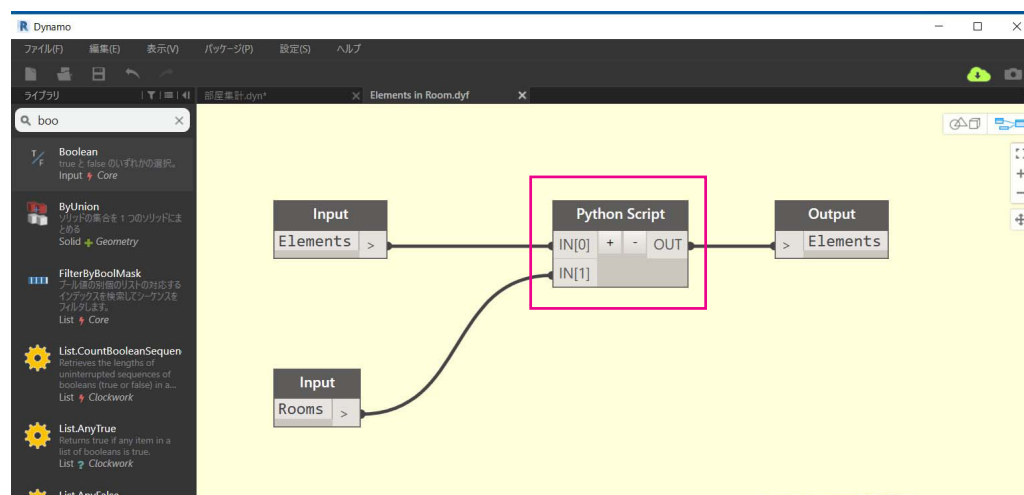 Dynamo
ファイル(F) 編集(E) 表示(V) パッケージ(P) 設定(S) ヘルプ
ライブラリ
部屋集計.dyn*
Elements in Room.dyf
boo
Boolean
true と false のいずれかの選択。
Input Core
ByUnion
ソリッドの集合を 1 つのソリッドにま
とめる
Solid Geometry
FilterByBoolMask
ブール値の別個のリストの対応する
インデックスを検索してシーケンスを
フィルタします。
List Core
List.CountBooleanSequen
Retrieves the lengths of
uninterrupted sequences of
booleans (true or false) in a...
List Clockwork
List.AnyTrue
Returns true if any item in a
list of booleans is true.
List ? Clockwork
List.AnyFalse
Input
Elements >
Python Script
IN[0] + - OUT
IN[1]
Output
> Elements
Input
Rooms >